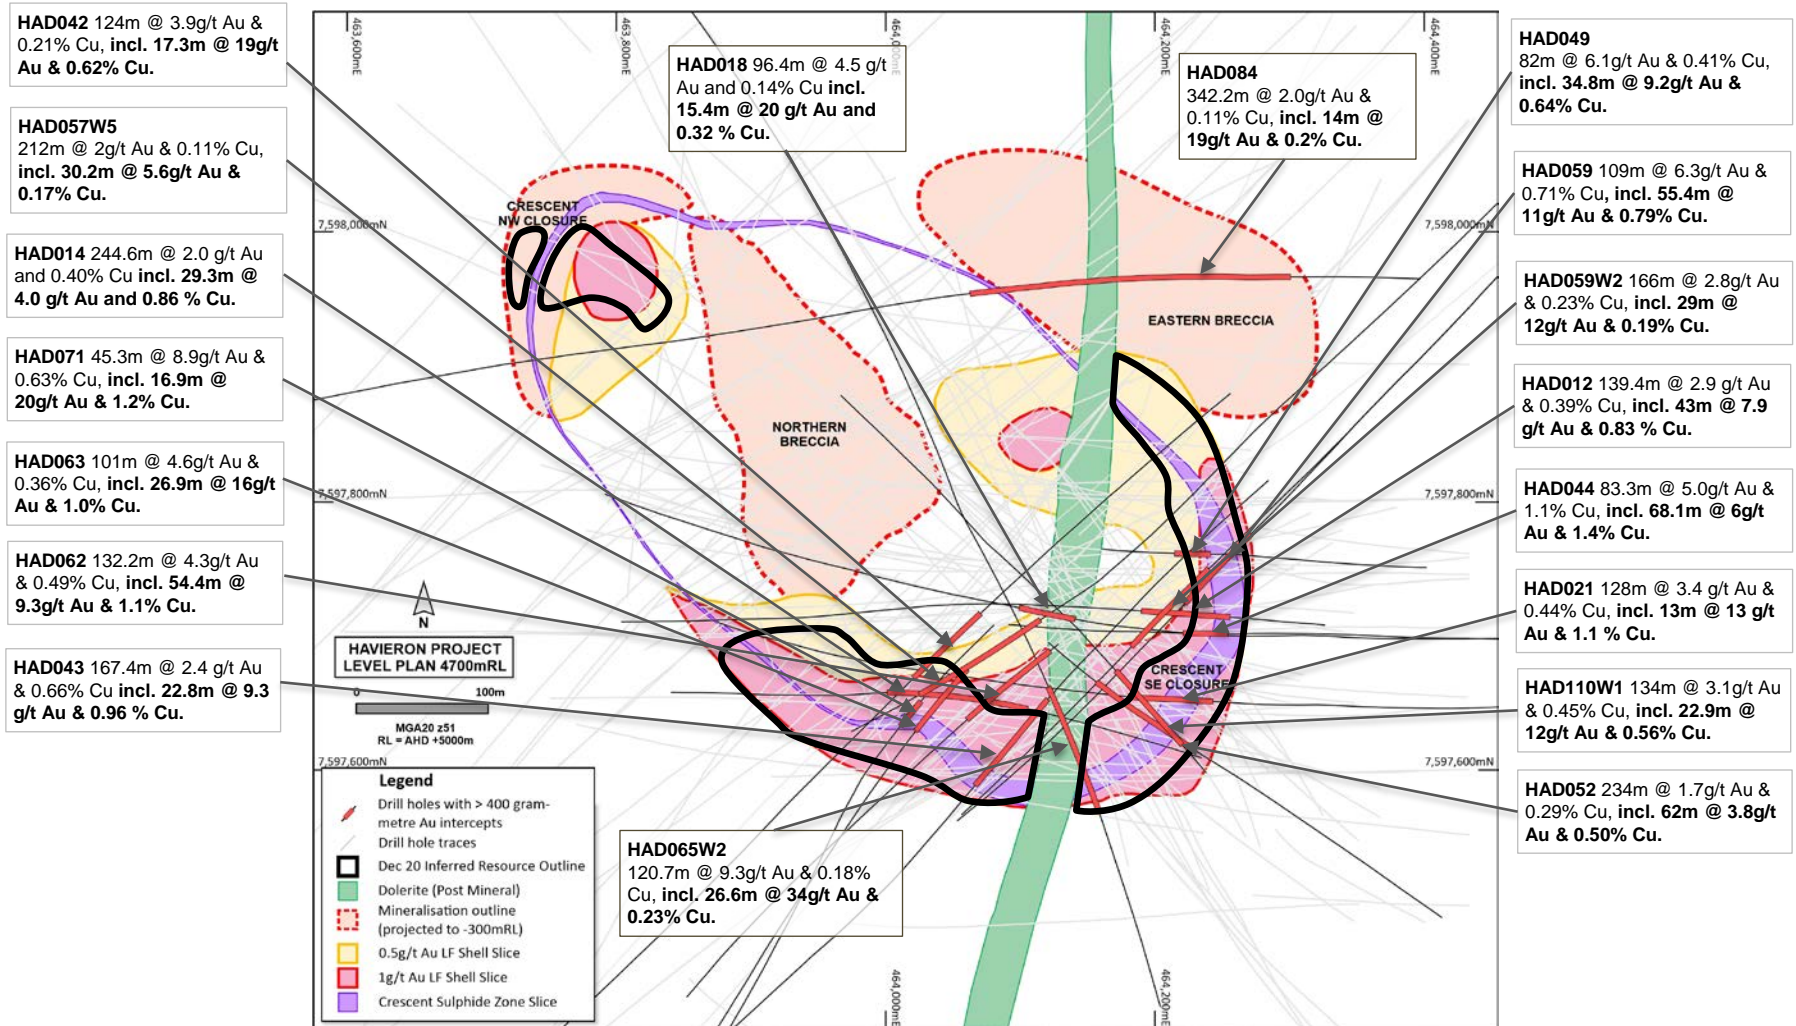 HAD042 124m @ 3.9g/t Au &
0.21% Cu, incl. 17.3m @ 19g/t
Au & 0.62% Cu.
HAD057W5
212m @ 2g/t Au & 0.11% Cu,
incl. 30.2m @ 5.6g/t Au &
0.17% Cu.
HAD014 244.6m @ 2.0 g/t Au
and 0.40% Cu incl. 29.3m @
4.0 g/t Au and 0.86 % Cu.
HAD071 45.3m @ 8.9g/t Au &
0.63% Cu, incl. 16.9m @
20g/t Au & 1.2% Cu.
HAD063 101m @ 4.6g/t Au &
0.36% Cu, incl. 26.9m @ 16g/t
Au & 1.0% Cu.
HAD062 132.2m @ 4.3g/t Au
& 0.49% Cu, incl. 54.4m @
9.3g/t Au & 1.1% Cu.
HAD043 167.4m @ 2.4 g/t Au
& 0.66% Cu incl. 22.8m @ 9.3
g/t Au & 0.96 % Cu.
463,600mE
463,800mE
464,000mE
464,200mE
464,400mE
HAD018 96.4m @ 4.5 g/t
Au and 0.14% Cu incl.
15.4m @ 20 g/t Au and
0.32 % Cu.
HAD084
342.2m @ 2.0g/t Au &
0.11% Cu, incl. 14m @
19g/t Au & 0.2% Cu.
CRESCENT
NW CLOSURE
7,598,000mN
7,598,000mN
EASTERN BRECCIA
NORTHERN
BRECCIA
7,597,800mN
7,597,800mN
N
HAVIERON PROJECT
LEVEL PLAN 4700mRL
0 100m
MGA20 z51
RL = AHD +5000m
CRESCENT
SE CLOSURE
7,597,600mN
7,597,600mN
Legend
Drill holes with > 400 gram-
metre Au intercepts
Drill hole traces
Dec 20 Inferred Resource Outline
Dolerite (Post Mineral)
Mineralisation outline
(projected to -300mRL)
0.5g/t Au LF Shell Slice
1g/t Au LF Shell Slice
Crescent Sulphide Zone Slice
HAD065W2
120.7m @ 9.3g/t Au & 0.18%
Cu, incl. 26.6m @ 34g/t Au &
0.23% Cu.
464,000mE
464,200mE
HAD049
82m @ 6.1g/t Au & 0.41% Cu,
incl. 34.8m @ 9.2g/t Au &
0.64% Cu.
HAD059 109m @ 6.3g/t Au &
0.71% Cu, incl. 55.4m @
11g/t Au & 0.79% Cu.
HAD059W2 166m @ 2.8g/t Au
& 0.23% Cu, incl. 29m @
12g/t Au & 0.19% Cu.
HAD012 139.4m @ 2.9 g/t Au
& 0.39% Cu, incl. 43m @ 7.9
g/t Au & 0.83 % Cu.
HAD044 83.3m @ 5.0g/t Au &
1.1% Cu, incl. 68.1m @ 6g/t
Au & 1.4% Cu.
HAD021 128m @ 3.4 g/t Au &
0.44% Cu, incl. 13m @ 13 g/t
Au & 1.1 % Cu.
HAD110W1 134m @ 3.1g/t Au
& 0.45% Cu, incl. 22.9m @
12g/t Au & 0.56% Cu.
HAD052 234m @ 1.7g/t Au &
0.29% Cu, incl. 62m @ 3.8g/t
Au & 0.50% Cu.